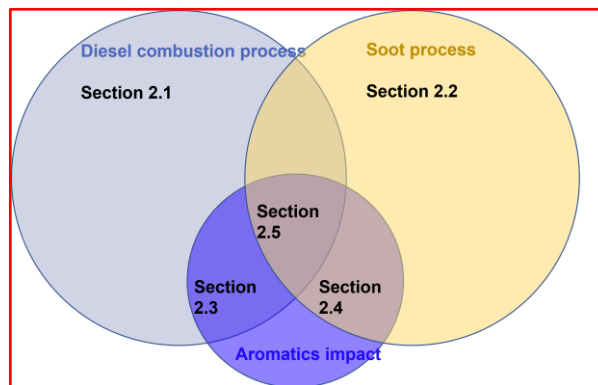 Diesel combustion process
Soot process
Section 2.1
Section 2.2
Section
2.5
Section
2.3
Section
2.4
Aromatics impact